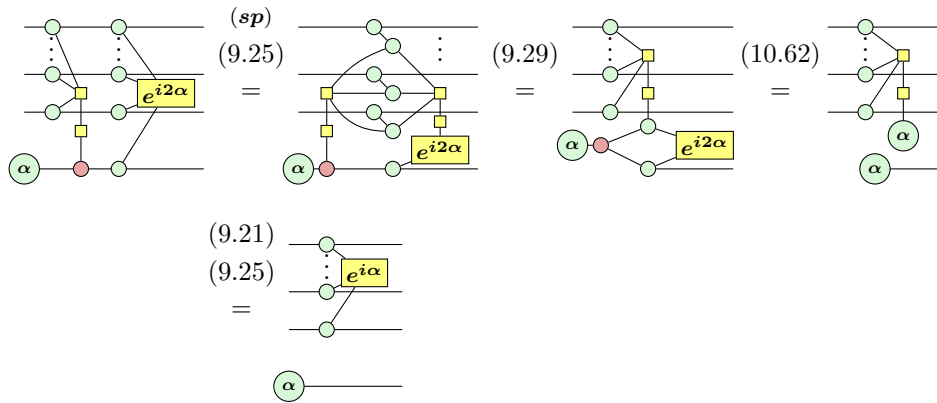 (sp)
(9.25) (9.29) (10.62)
e^{i2α} = e^{i2α} = e^{i2α} =
α α α α α
(9.21)
(9.25) e^{iα}
=
α